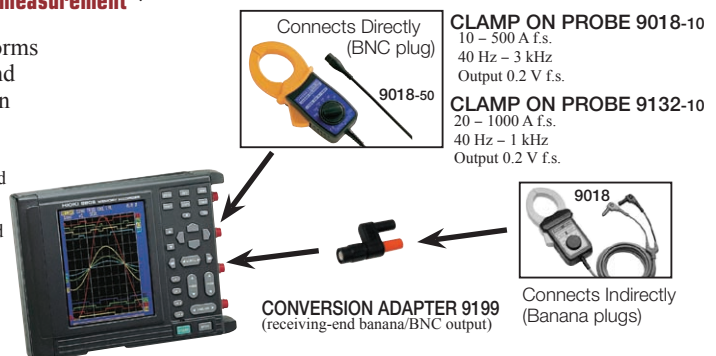 measurement
orms
nd
n
d
d
Connects Directly
(BNC plug)
9018-50
CLAMP ON PROBE 9018-10
10 – 500 A f.s.
40 Hz – 3 kHz
Output 0.2 V f.s.
CLAMP ON PROBE 9132-10
20 – 1000 A f.s.
40 Hz – 1 kHz
Output 0.2 V f.s.
HIOKI
9018
Connects Indirectly
(Banana plugs)
CONVERSION ADAPTER 9199
(receiving-end banana/BNC output)